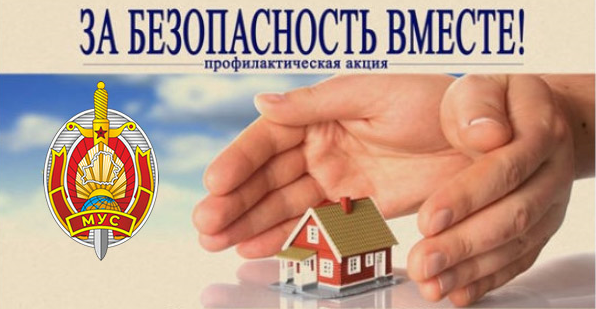 ЗА БЕЗОПАСНОСТЬ ВМЕСТЕ!
профилактическая акция
МУС